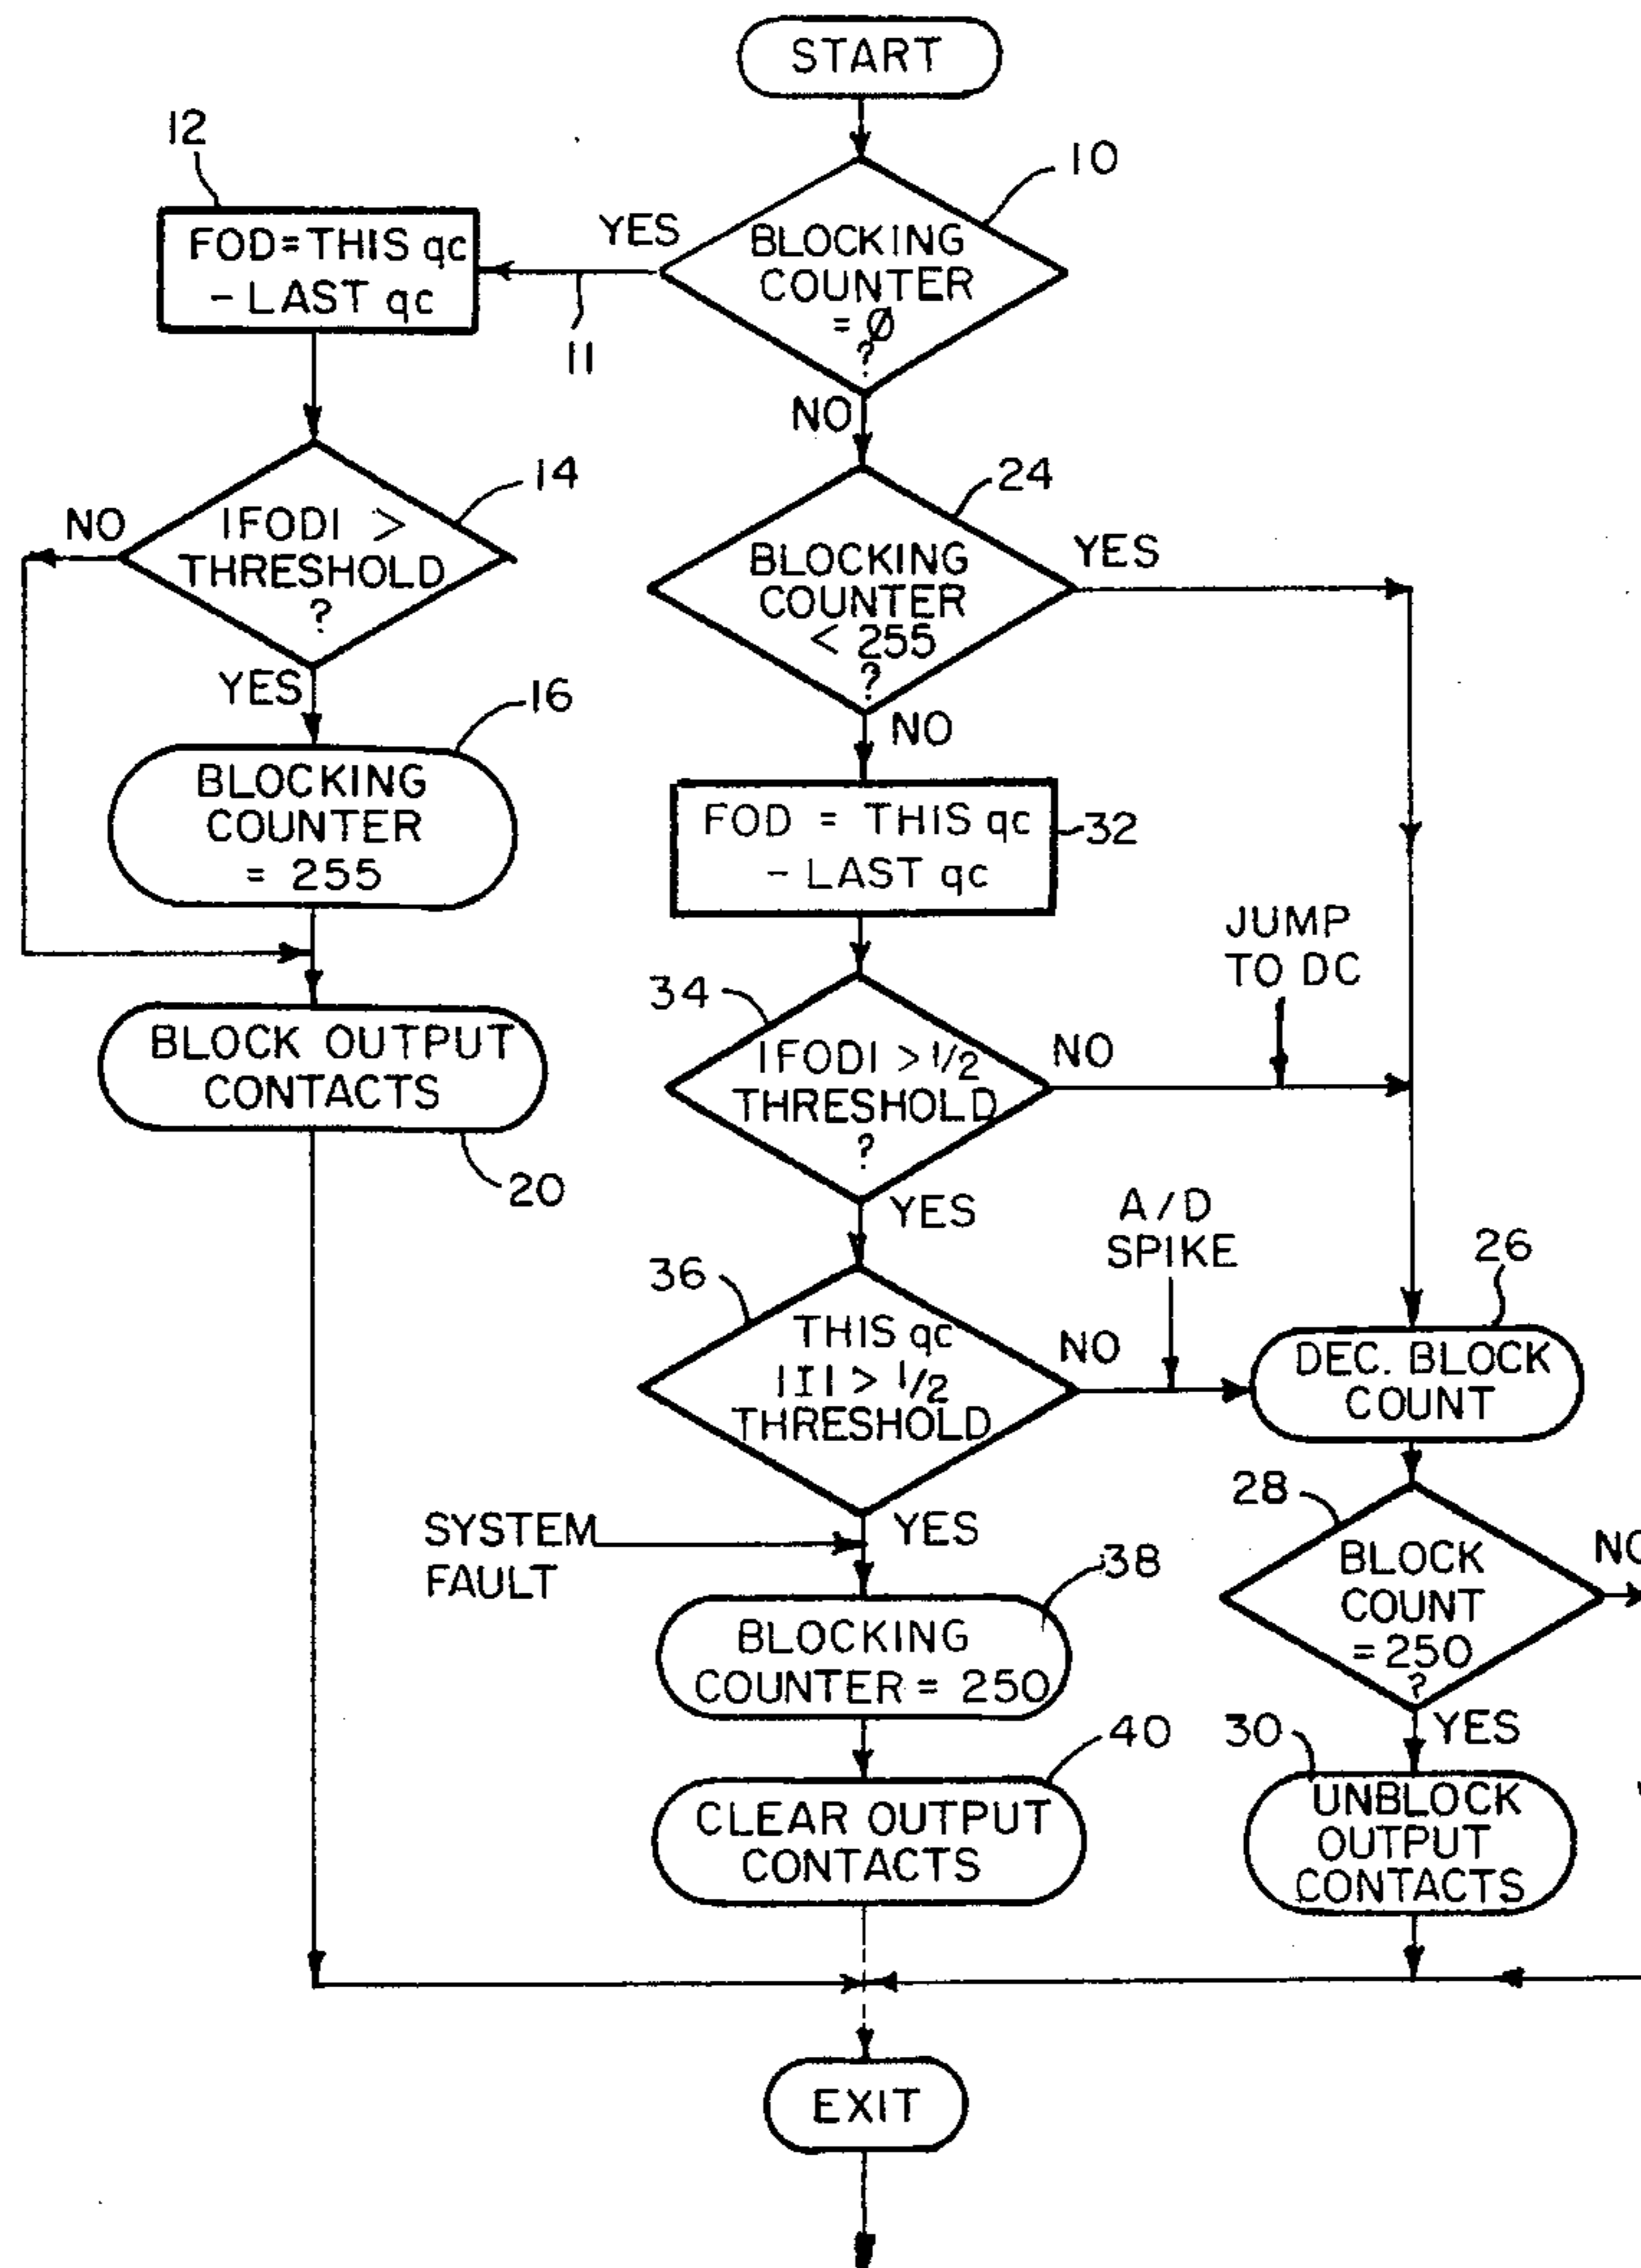 START
12
10
YES
FOD=THIS qc
- LAST qc
BLOCKING
COUNTER
= Ø
?
11
NO
14
24
NO
|FOD| >
THRESHOLD
?
YES
BLOCKING
COUNTER
< 255
?
YES
16
NO
BLOCKING
COUNTER
= 255
FOD = THIS qc
- LAST qc
32
JUMP
TO DC
34
BLOCK OUTPUT
CONTACTS
|FOD| > 1/2
THRESHOLD
?
NO
20
YES
A/D
SPIKE
36
26
THIS qc
|I| > 1/2
THRESHOLD
NO
DEC. BLOCK
COUNT
28
SYSTEM
FAULT
YES
38
BLOCK
COUNT
= 250
?
NO
BLOCKING
COUNTER = 250
40
30
YES
CLEAR OUTPUT
CONTACTS
UNBLOCK
OUTPUT
CONTACTS
EXIT